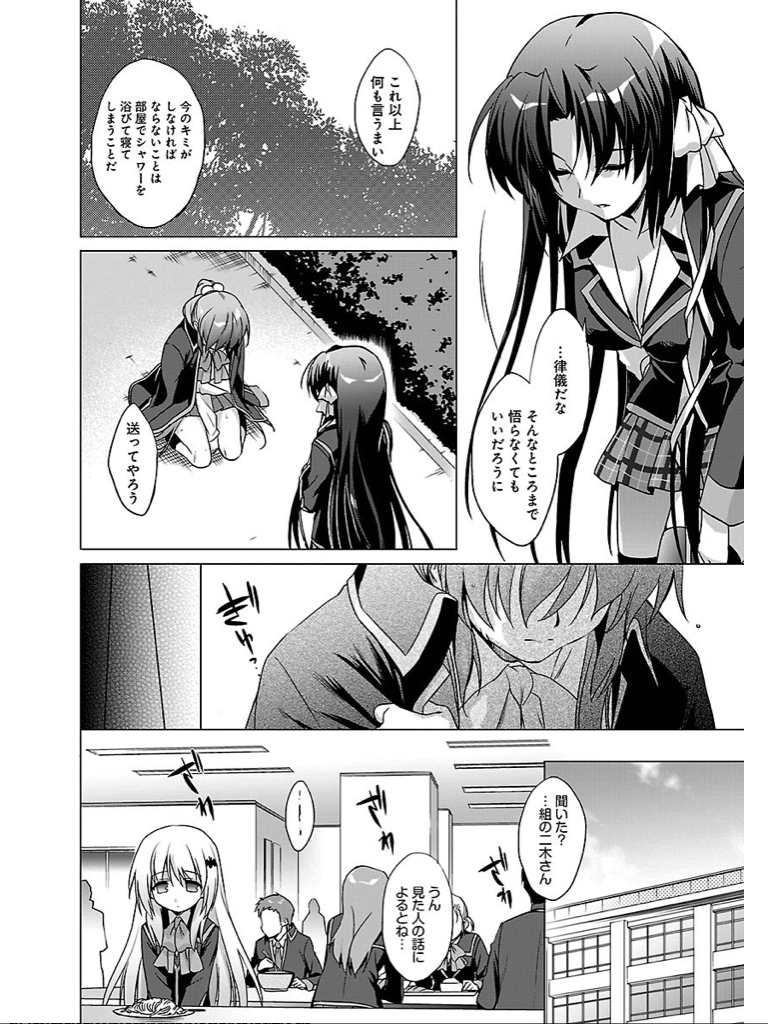 …律儀だな
そんなところまで
悟らなくても
いいだろうに
これ以上
何も言うまい
今のキミが
しなければ
ならないことは
部屋でシャワーを
浴びて寝て
しまうことだ
送ってやろう
ぎゅっ
聞いた?
…組の二木さん
ざわ
うん
見た人の話に
よるとね…
ざわ
ざわ